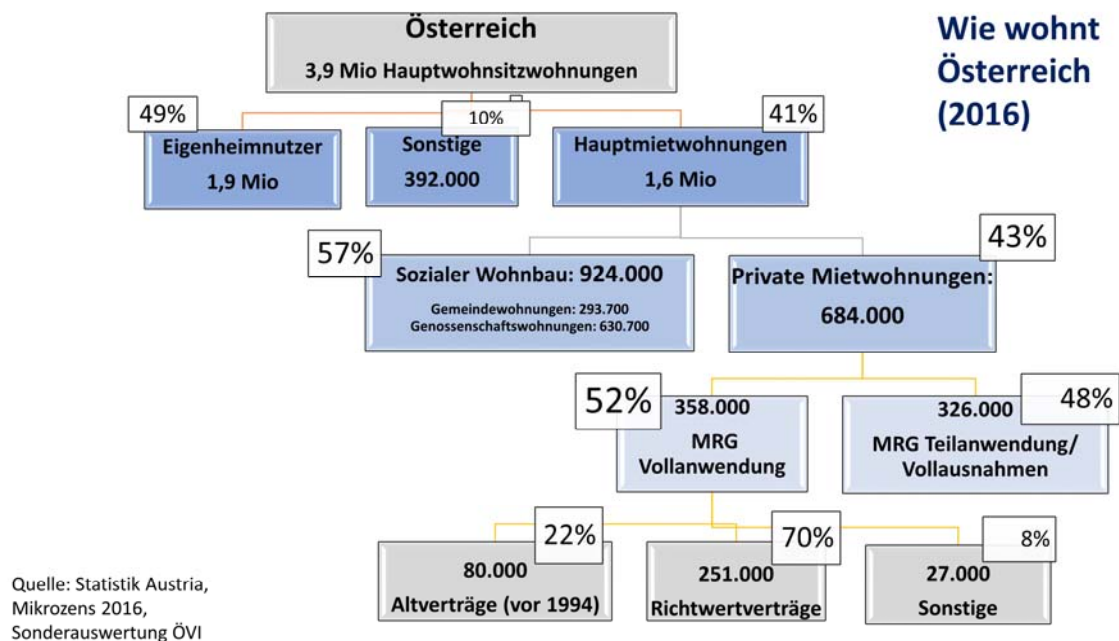 Österreich
3,9 Mio Hauptwohnsitzwohnungen
Wie wohnt
Österreich
(2016)
49%
Eigenheimnutzer
1,9 Mio
10%
Sonstige
392.000
41%
Hauptmietwohnungen
1,6 Mio
57%
Sozialer Wohnbau: 924.000
Gemeindewohnungen: 293.700
Genossenschaftswohnungen: 630.700
43%
Private Mietwohnungen:
684.000
52%
358.000
MRG
Vollanwendung
48%
326.000
MRG Teilanwendung/
Vollausnahmen
22%
80.000
Altverträge (vor 1994)
70%
251.000
Richtwertverträge
8%
27.000
Sonstige
Quelle: Statistik Austria,
Mikrozens 2016,
Sonderauswertung ÖVI